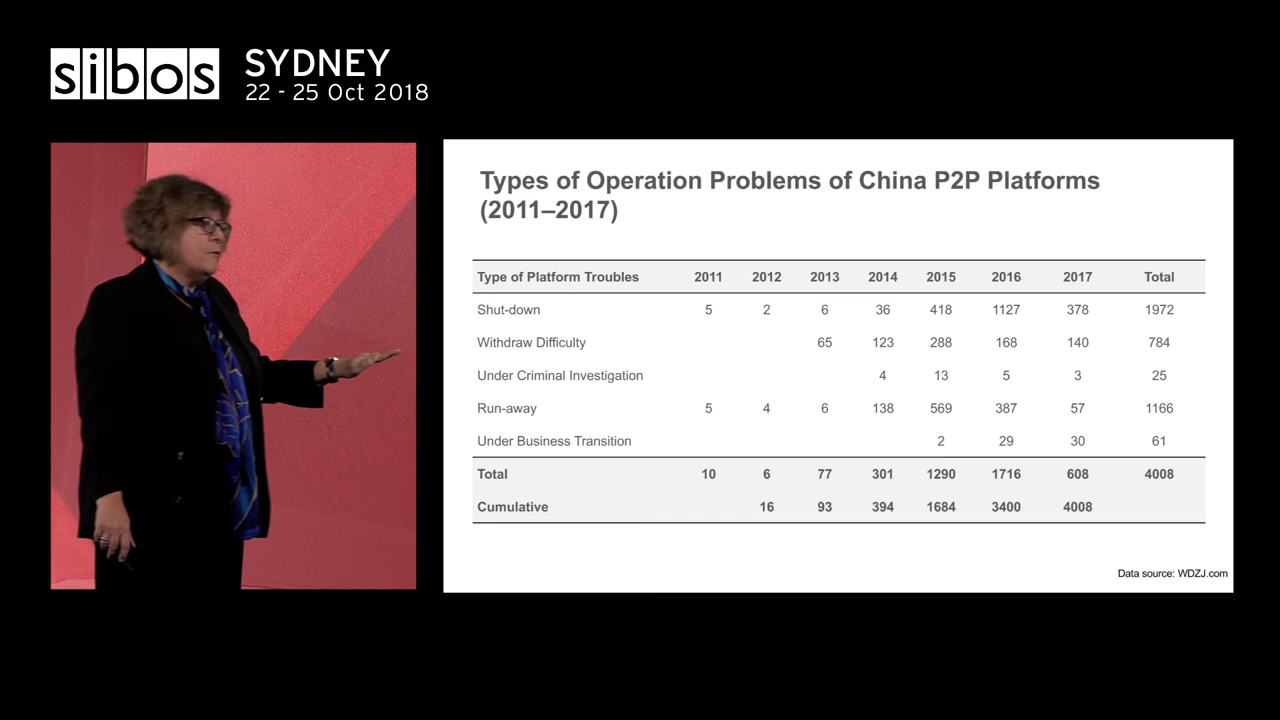 sibos
SYDNEY
22 - 25 Oct 2018
Types of Operation Problems of China P2P Platforms
(2011–2017)
Type of Platform Troubles 2011 2012 2013 2014 2015 2016 2017 Total
Shut-down 5 2 6 36 418 1127 378 1972
Withdraw Difficulty 65 123 288 168 140 784
Under Criminal Investigation 4 13 5 3 25
Run-away 5 4 6 138 569 387 57 1166
Under Business Transition 2 29 30 61
Total 10 6 77 301 1290 1716 608 4008
Cumulative 16 93 394 1684 3400 4008
Data source: WDZJ.com